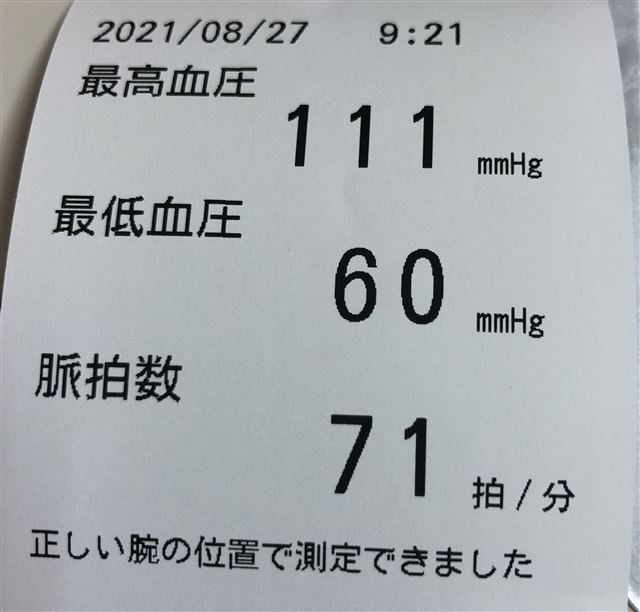 2021/08/27 9:21
最高血圧
111 mmHg
最低血圧
60 mmHg
脈拍数
71 拍/分
正しい腕の位置で測定できました